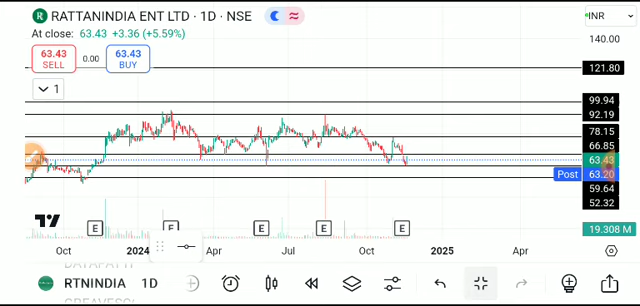 R RATTANINDIA ENT LTD · 1D · NSE
INR
At close: 63.43 +3.36 (+5.59%)
140.00
63.43 SELL
0.00
63.43 BUY
121.80
1
99.94
92.19
78.15
66.85
63.43
Post 63.20
59.64
52.32
19.308 M
E E E E E
Oct 2024 Apr Jul Oct 2025 Apr
RTNINDIA 1D